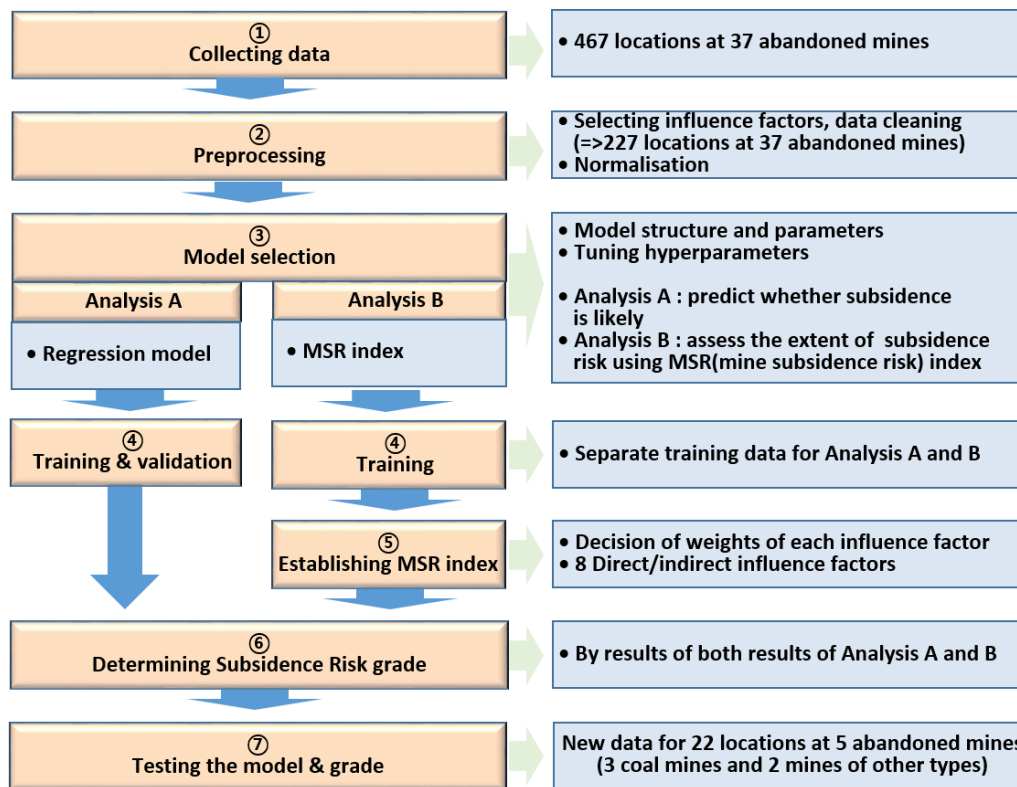 ①
Collecting data
• 467 locations at 37 abandoned mines
②
Preprocessing
• Selecting influence factors, data cleaning
(=>227 locations at 37 abandoned mines)
• Normalisation
③
Model selection
Analysis A
Analysis B
• Regression model
• MSR index
• Model structure and parameters
• Tuning hyperparameters
• Analysis A : predict whether subsidence
is likely
• Analysis B : assess the extent of subsidence
risk using MSR(mine subsidence risk) index
④
Training & validation
④
Training
• Separate training data for Analysis A and B
⑤
Establishing MSR index
• Decision of weights of each influence factor
• 8 Direct/indirect influence factors
⑥
Determining Subsidence Risk grade
• By results of both results of Analysis A and B
⑦
Testing the model & grade
New data for 22 locations at 5 abandoned mines
(3 coal mines and 2 mines of other types)